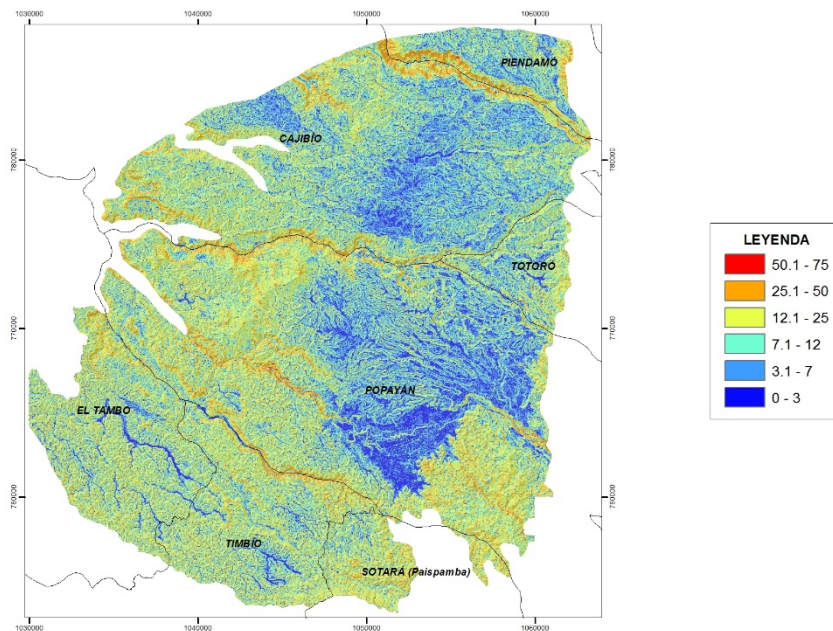 1030000 1040000 1050000 1060000
PIENDAMÓ
CAJIBÍO
780000 780000
TOTORÓ
770000 770000
POPAYÁN
EL TAMBO
760000 760000
TIMBÍO
SOTARÁ (Paispamba)
1030000 1040000 1050000 1060000
LEYENDA
50.1 - 75
25.1 - 50
12.1 - 25
7.1 - 12
3.1 - 7
0 - 3